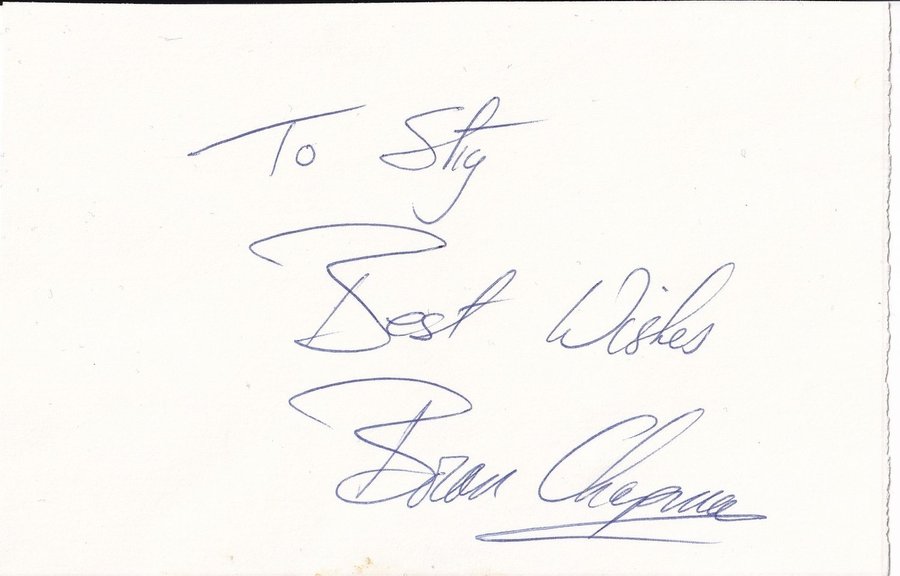 To Stig
Best Wishes
Brian Chapman